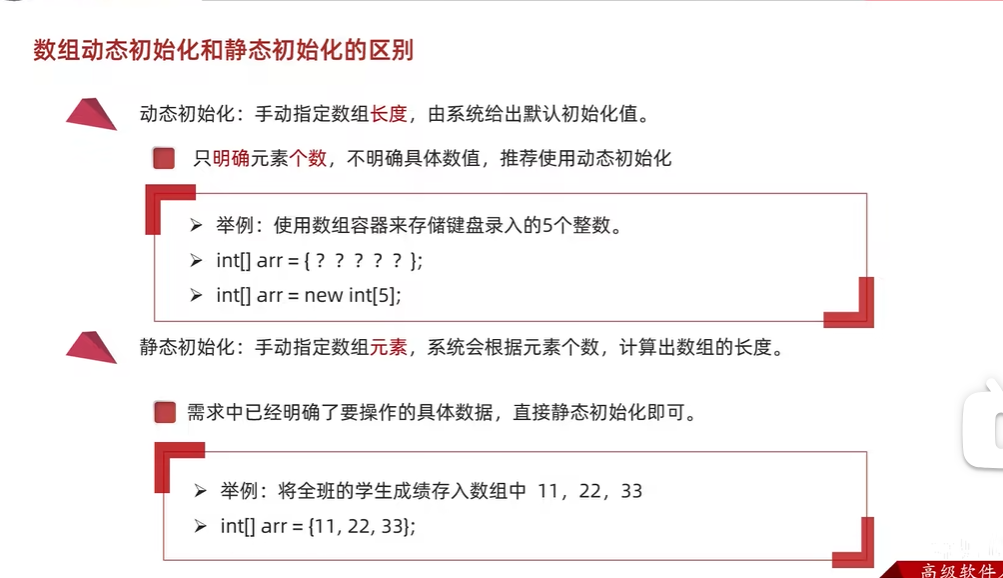 数组动态初始化和静态初始化的区别
动态初始化：手动指定数组长度，由系统给出默认初始化值。
只明确元素个数，不明确具体数值，推荐使用动态初始化
举例：使用数组容器来存储键盘录入的5个整数。
int[] arr = { ? ? ? ? ? };
int[] arr = new int[5];
静态初始化：手动指定数组元素，系统会根据元素个数，计算出数组的长度。
需求中已经明确了要操作的具体数据，直接静态初始化即可。
举例：将全班的学生成绩存入数组中 11，22，33
int[] arr = {11, 22, 33};
高级软件